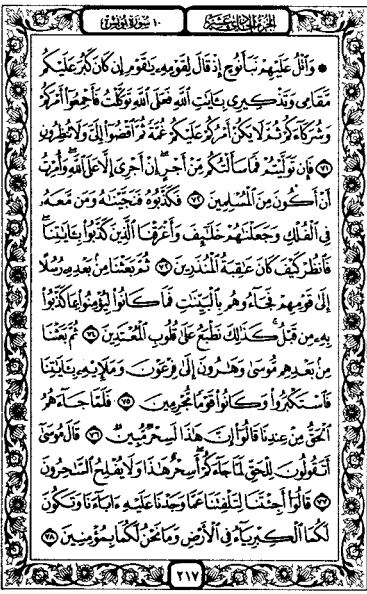 الجزء الحادي عشر
١٠ سورة يونس
۞ وَٱتۡلُ عَلَيۡهِمۡ نَبَأَ نُوحٍ إِذۡ قَالَ لِقَوۡمِهِۦ يَٰقَوۡمِ إِن كَانَ كَبُرَ عَلَيۡكُم
مَّقَامِي وَتَذۡكِيرِي بِـَٔايَٰتِ ٱللَّهِ فَعَلَى ٱللَّهِ تَوَكَّلۡتُ فَأَجۡمِعُوٓاْ أَمۡرَكُمۡ
وَشُرَكَآءَكُمۡ ثُمَّ لَا يَكُنۡ أَمۡرُكُمۡ عَلَيۡكُمۡ غُمَّةٗ ثُمَّ ٱقۡضُوٓاْ إِلَيَّ وَلَا تُنظِرُونِ
٧١ فَإِن تَوَلَّيۡتُمۡ فَمَا سَأَلۡتُكُم مِّنۡ أَجۡرٍۖ إِنۡ أَجۡرِيَ إِلَّا عَلَى ٱللَّهِۖ وَأُمِرۡتُ
أَنۡ أَكُونَ مِنَ ٱلۡمُسۡلِمِينَ ٧٢ فَكَذَّبُوهُ فَنَجَّيۡنَٰهُ وَمَن مَّعَهُۥ
فِي ٱلۡفُلۡكِ وَجَعَلۡنَٰهُمۡ خَلَٰٓئِفَ وَأَغۡرَقۡنَا ٱلَّذِينَ كَذَّبُواْ بِـَٔايَٰتِنَاۖ
فَٱنظُرۡ كَيۡفَ كَانَ عَٰقِبَةُ ٱلۡمُنذَرِينَ ٧٣ ثُمَّ بَعَثۡنَا مِنۢ بَعۡدِهِۦ رُسُلًا
إِلَىٰ قَوۡمِهِمۡ فَجَآءُوهُم بِٱلۡبَيِّنَٰتِ فَمَا كَانُواْ لِيُؤۡمِنُواْ بِمَا كَذَّبُواْ
بِهِۦ مِن قَبۡلُۚ كَذَٰلِكَ نَطۡبَعُ عَلَىٰ قُلُوبِ ٱلۡمُعۡتَدِينَ ٧٤ ثُمَّ بَعَثۡنَا
مِنۢ بَعۡدِهِم مُّوسَىٰ وَهَٰرُونَ إِلَىٰ فِرۡعَوۡنَ وَمَلَإِيْهِۦ بِـَٔايَٰتِنَا
فَٱسۡتَكۡبَرُواْ وَكَانُواْ قَوۡمٗا مُّجۡرِمِينَ ٧٥ فَلَمَّا جَآءَهُمُ
ٱلۡحَقُّ مِنۡ عِندِنَا قَالُوٓاْ إِنَّ هَٰذَا لَسِحۡرٞ مُّبِينٞ ٧٦ قَالَ مُوسَىٰٓ
أَتَقُولُونَ لِلۡحَقِّ لَمَّا جَآءَكُمۡۖ أَسِحۡرٌ هَٰذَا وَلَا يُفۡلِحُ ٱلسَّٰحِرُونَ
٧٧ قَالُوٓاْ أَجِئۡتَنَا لِتَلۡفِتَنَا عَمَّا وَجَدۡنَا عَلَيۡهِ ءَابَآءَنَا وَتَكُونَ
لَكُمَا ٱلۡكِبۡرِيَآءُ فِي ٱلۡأَرۡضِ وَمَا نَحۡنُ لَكُمَا بِمُؤۡمِنِينَ ٧٨
٢١٧